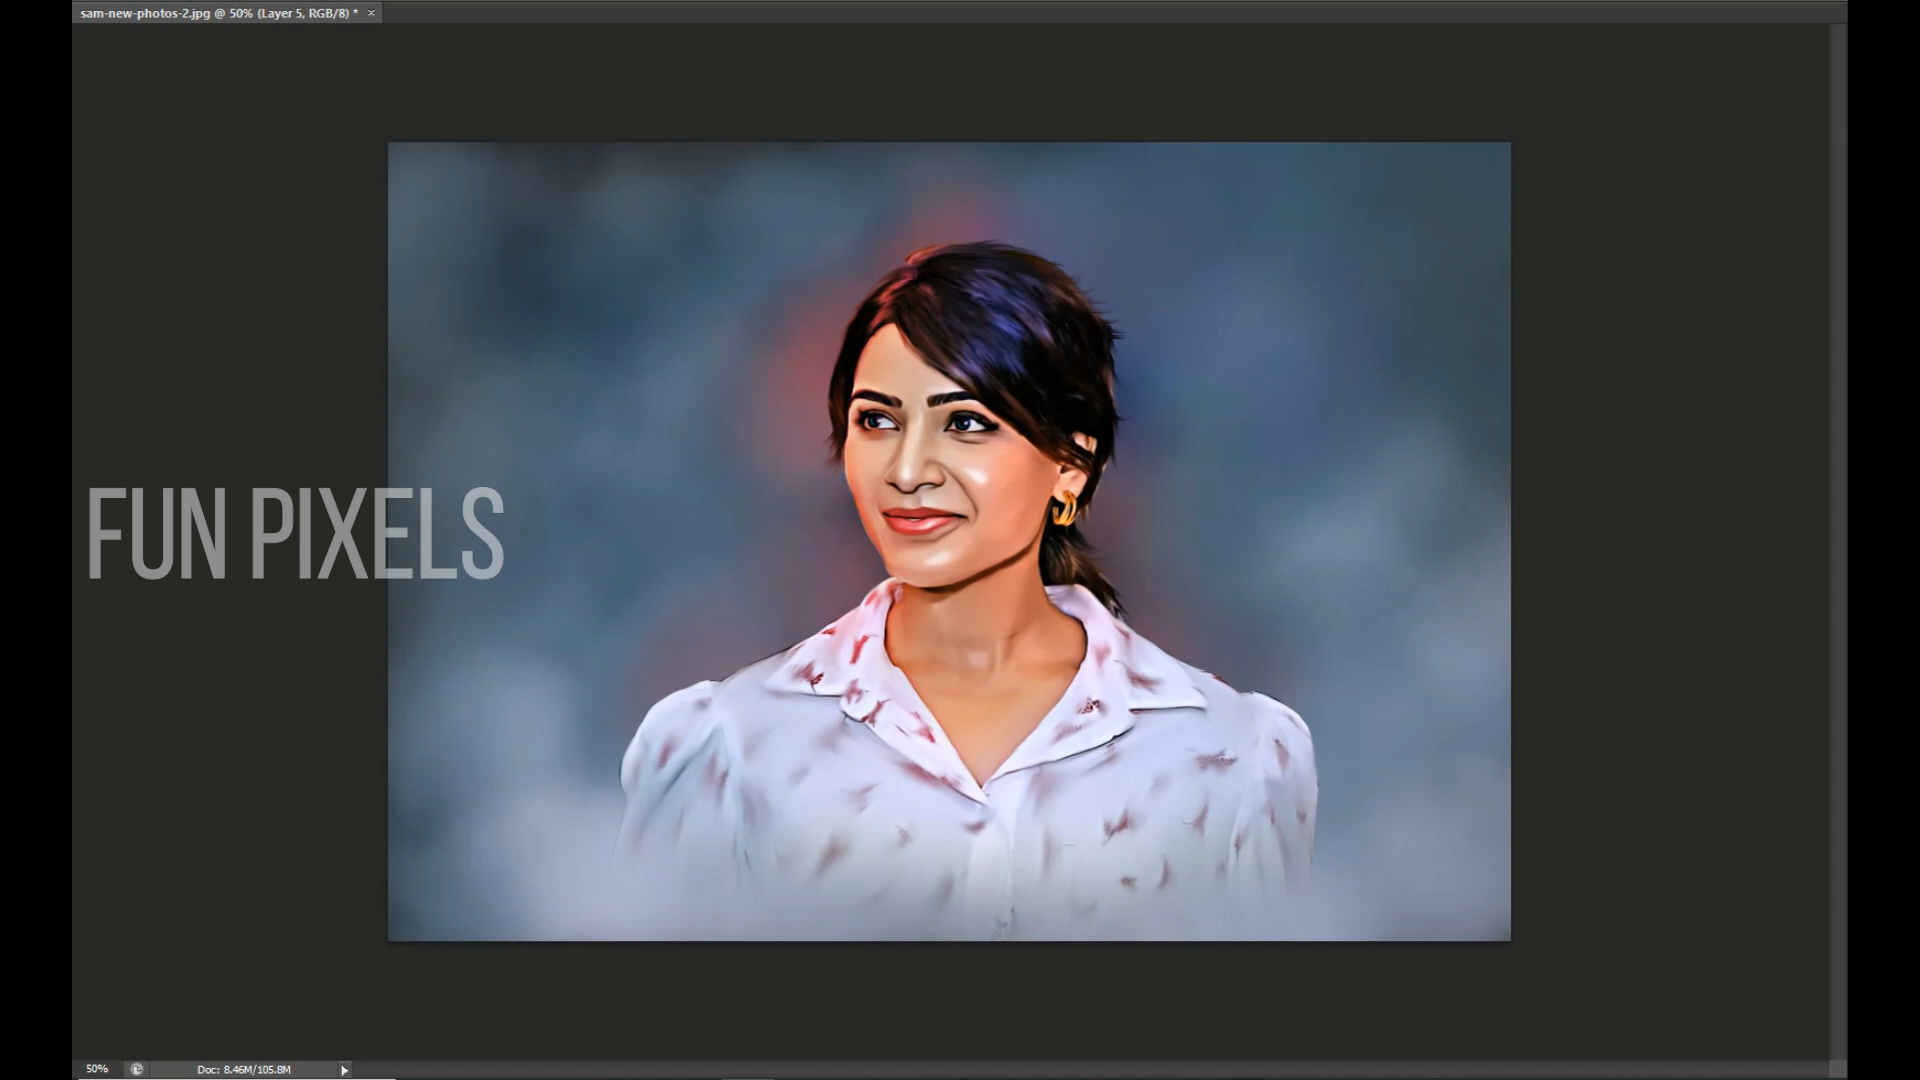 sam-new-photos-2.jpg @ 50% (Layer 5, RGB/8) * ×
FUN PIXELS
50%
Doc: 8.46M/105.8M